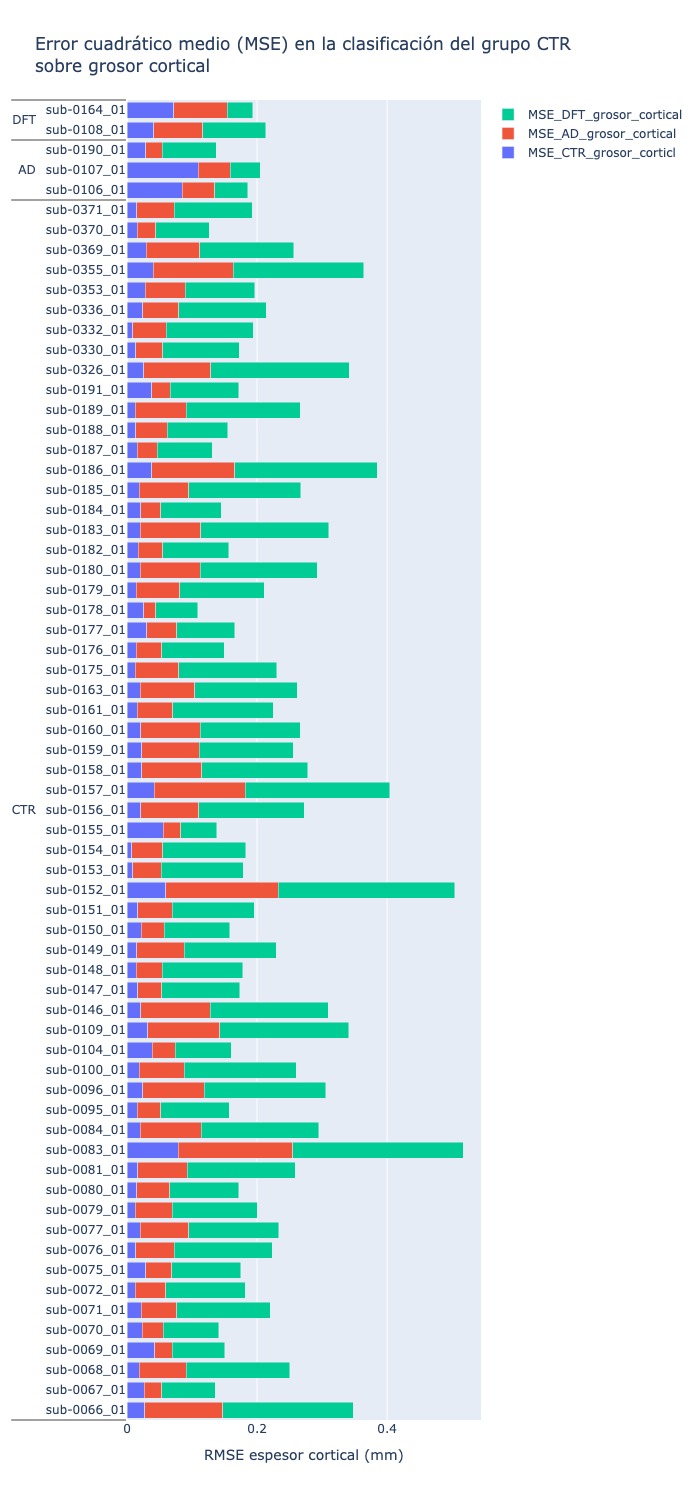 Error cuadrático medio (MSE) en la clasificación del grupo CTR
sobre grosor cortical
MSE_DFT_grosor_cortical
MSE_AD_grosor_cortical
MSE_CTR_grosor_corticl
DFT
sub-0164_01
sub-0108_01
AD
sub-0190_01
sub-0107_01
sub-0106_01
CTR
sub-0371_01
sub-0370_01
sub-0369_01
sub-0355_01
sub-0353_01
sub-0336_01
sub-0332_01
sub-0330_01
sub-0326_01
sub-0191_01
sub-0189_01
sub-0188_01
sub-0187_01
sub-0186_01
sub-0185_01
sub-0184_01
sub-0183_01
sub-0182_01
sub-0180_01
sub-0179_01
sub-0178_01
sub-0177_01
sub-0176_01
sub-0175_01
sub-0163_01
sub-0161_01
sub-0160_01
sub-0159_01
sub-0158_01
sub-0157_01
sub-0156_01
sub-0155_01
sub-0154_01
sub-0153_01
sub-0152_01
sub-0151_01
sub-0150_01
sub-0149_01
sub-0148_01
sub-0147_01
sub-0146_01
sub-0109_01
sub-0104_01
sub-0100_01
sub-0096_01
sub-0095_01
sub-0084_01
sub-0083_01
sub-0081_01
sub-0080_01
sub-0079_01
sub-0077_01
sub-0076_01
sub-0075_01
sub-0072_01
sub-0071_01
sub-0070_01
sub-0069_01
sub-0068_01
sub-0067_01
sub-0066_01
0 0.2 0.4
RMSE espesor cortical (mm)